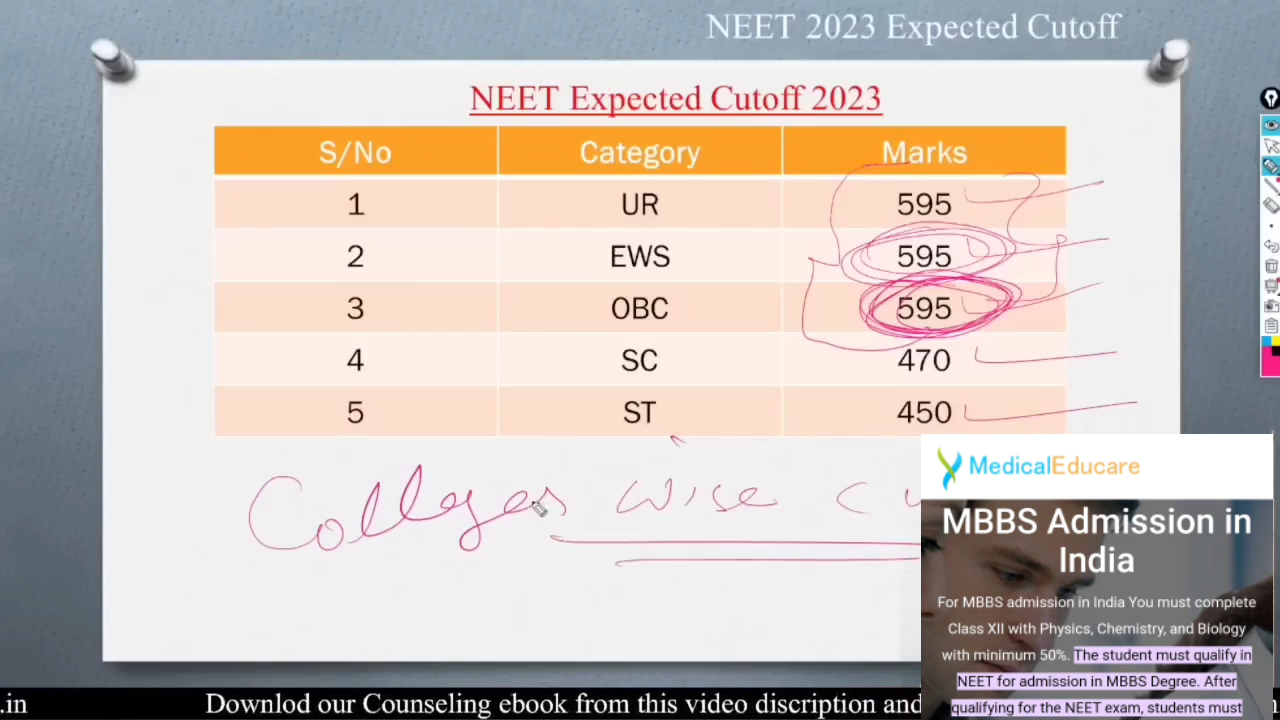 NEET 2023 Expected Cutoff
NEET Expected Cutoff 2023
S/No Category Marks
1 UR 595
2 EWS 595
3 OBC 595
4 SC 470
5 ST 450
Colleges wise cu
MedicalEducare
MBBS Admission in
India
For MBBS admission in India You must complete
Class XII with Physics, Chemistry, and Biology
with minimum 50%. The student must qualify in
NEET for admission in MBBS Degree. After
qualifying for the NEET exam, students must
.in Downlod our Counseling ebook from this video discription and